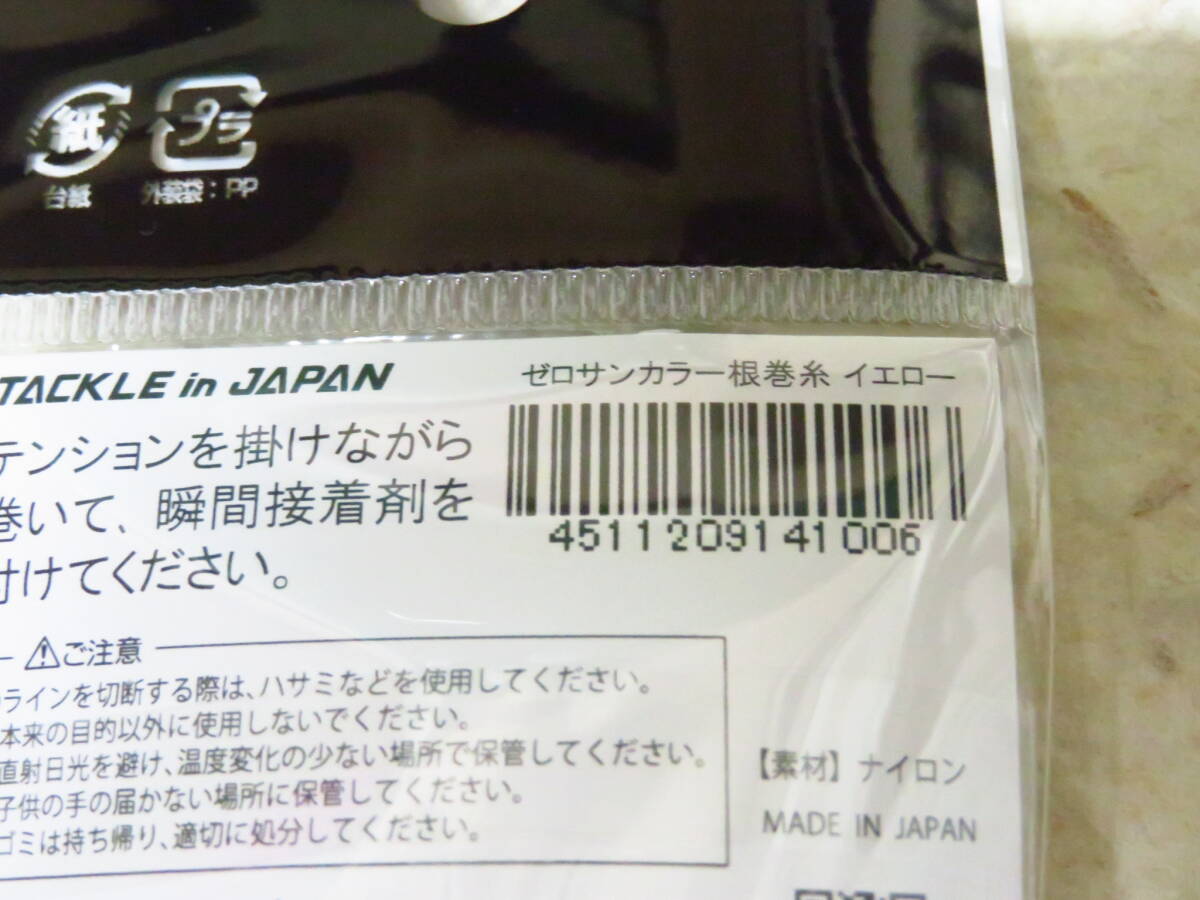 紙 プラ
台紙 外装袋：PP
TACKLE in JAPAN
ゼロサンカラー根巻糸 イエロー
4511209141006
テンションを掛けながら
巻いて、瞬間接着剤を
付けてください。
⚠ご注意
ラインを切断する際は、ハサミなどを使用してください。
本来の目的以外に使用しないでください。
直射日光を避け、温度変化の少ない場所で保管してください。
子供の手の届かない場所に保管してください。
ゴミは持ち帰り、適切に処分してください。
【素材】ナイロン
MADE IN JAPAN